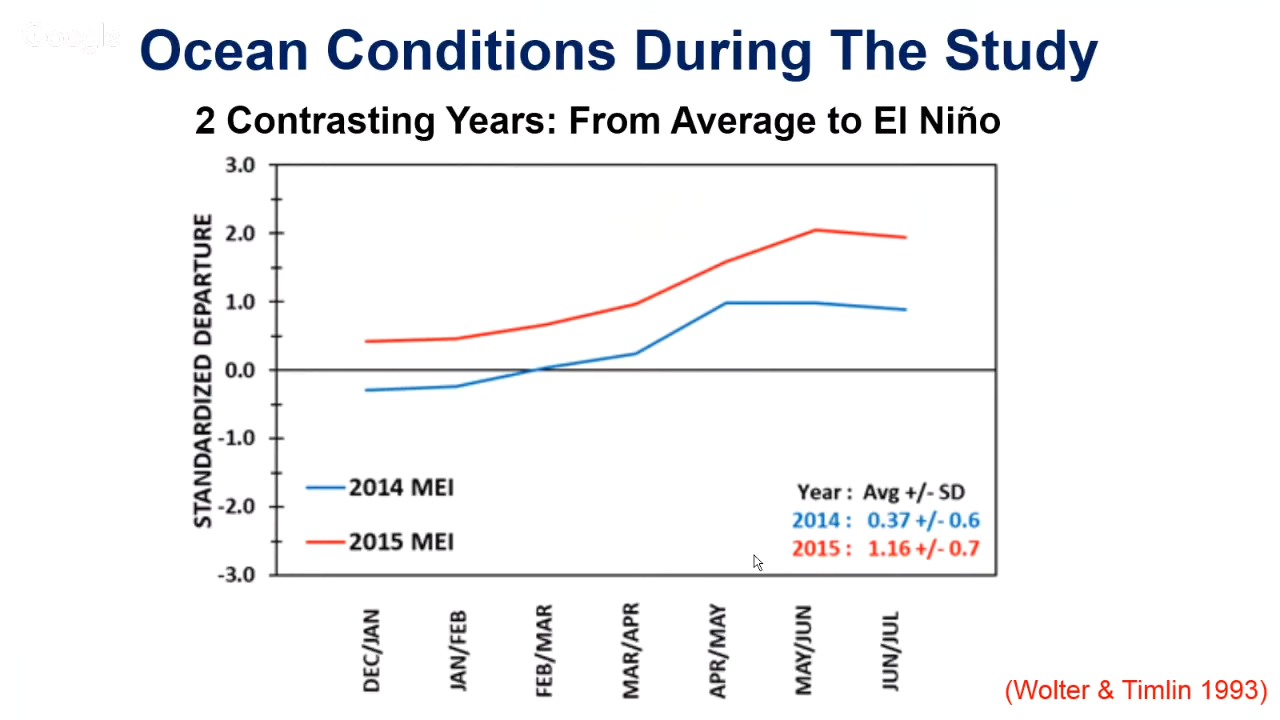 Google
Ocean Conditions During The Study
2 Contrasting Years: From Average to El Niño
3.0
2.0
1.0
0.0
-1.0
-2.0
-3.0
STANDARDIZED DEPARTURE
2014 MEI
2015 MEI
Year : Avg +/- SD
2014 : 0.37 +/- 0.6
2015 : 1.16 +/- 0.7
DEC/JAN
JAN/FEB
FEB/MAR
MAR/APR
APR/MAY
MAY/JUN
JUN/JUL
(Wolter & Timlin 1993)